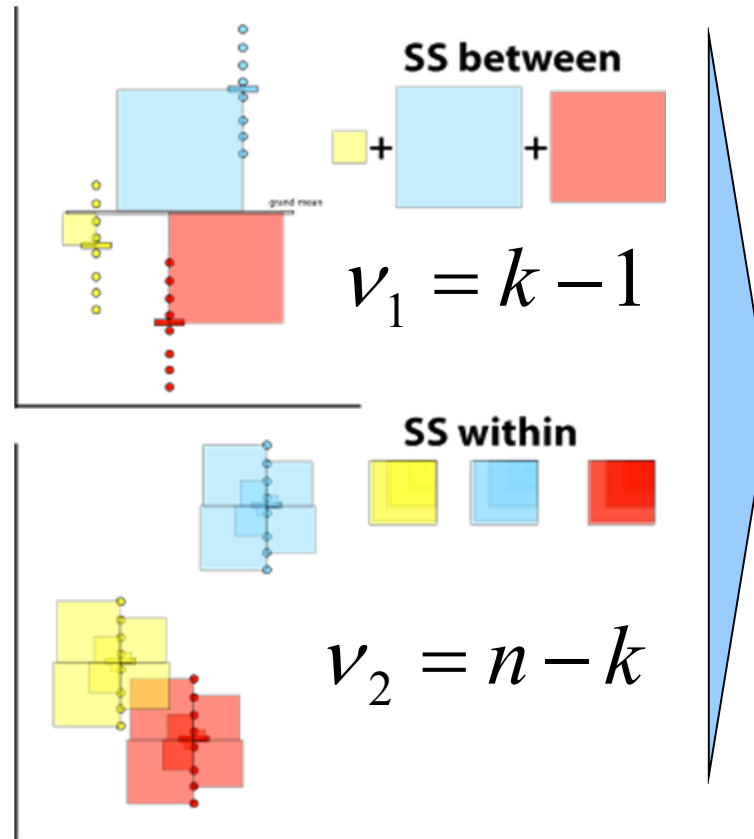 SS between
+ +
grand mean
ν₁ = k − 1
SS within
ν₂ = n − k